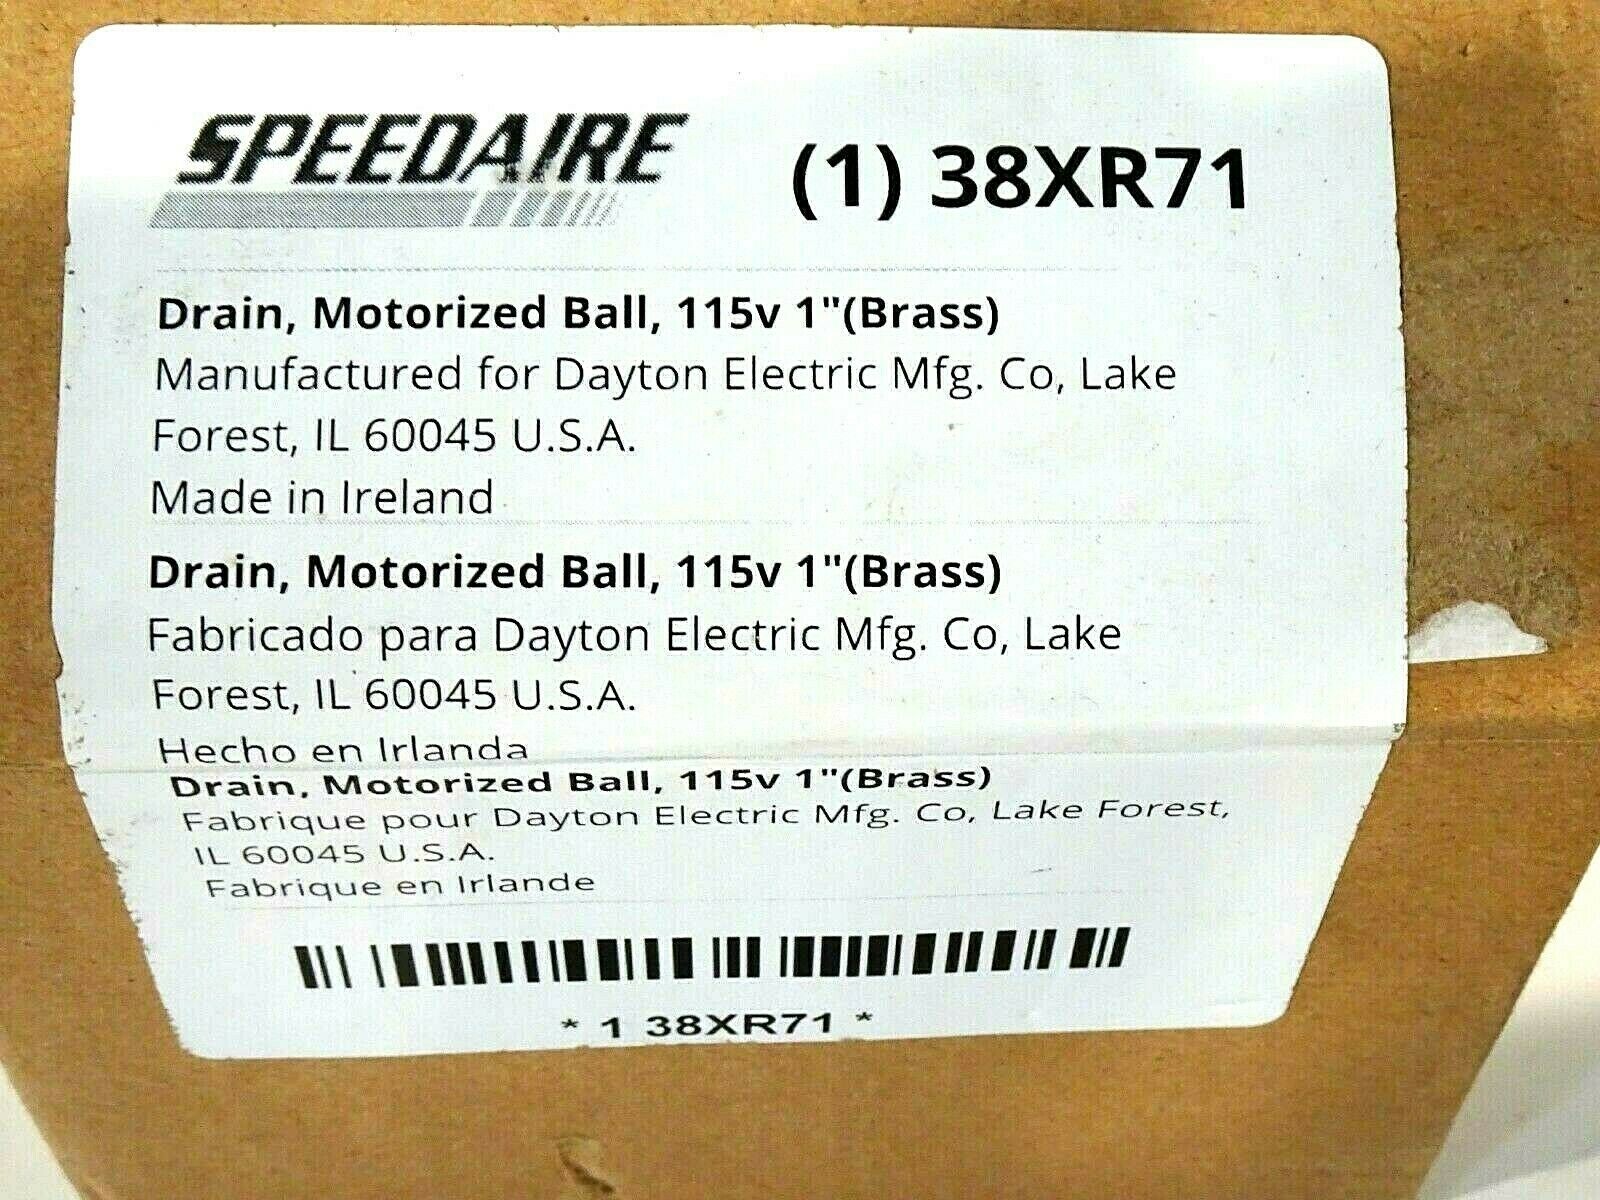 SPEEDAIRE
(1) 38XR71
Drain, Motorized Ball, 115v 1"(Brass)
Manufactured for Dayton Electric Mfg. Co, Lake
Forest, IL 60045 U.S.A.
Made in Ireland
Drain, Motorized Ball, 115v 1"(Brass)
Fabricado para Dayton Electric Mfg. Co, Lake
Forest, IL 60045 U.S.A.
Hecho en Irlanda
Drain, Motorized Ball, 115v 1"(Brass)
Fabrique pour Dayton Electric Mfg. Co, Lake Forest,
IL 60045 U.S.A.
Fabrique en Irlande
* 1 38XR71 *